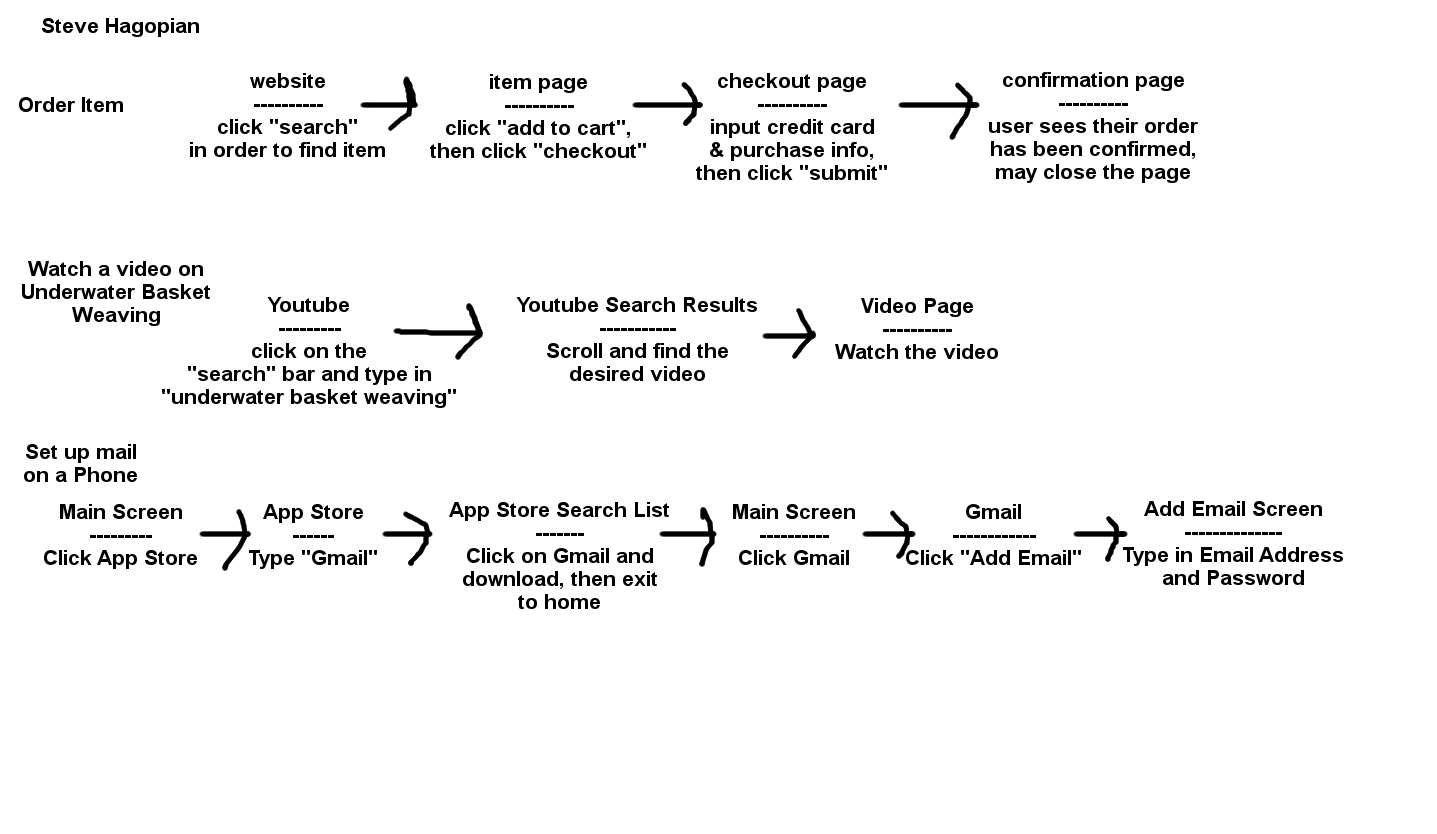 Steve Hagopian
Order Item
website
----------
click "search"
in order to find item
item page
----------
click "add to cart",
then click "checkout"
checkout page
----------
input credit card
& purchase info,
then click "submit"
confirmation page
----------
user sees their order
has been confirmed,
may close the page
Watch a video on
Underwater Basket
Weaving
Youtube
---------
click on the
"search" bar and type in
"underwater basket weaving"
Youtube Search Results
-----------
Scroll and find the
desired video
Video Page
----------
Watch the video
Set up mail
on a Phone
Main Screen
---------
Click App Store
App Store
------
Type "Gmail"
App Store Search List
-------
Click on Gmail and
download, then exit
to home
Main Screen
----------
Click Gmail
Gmail
------------
Click "Add Email"
Add Email Screen
--------------
Type in Email Address
and Password